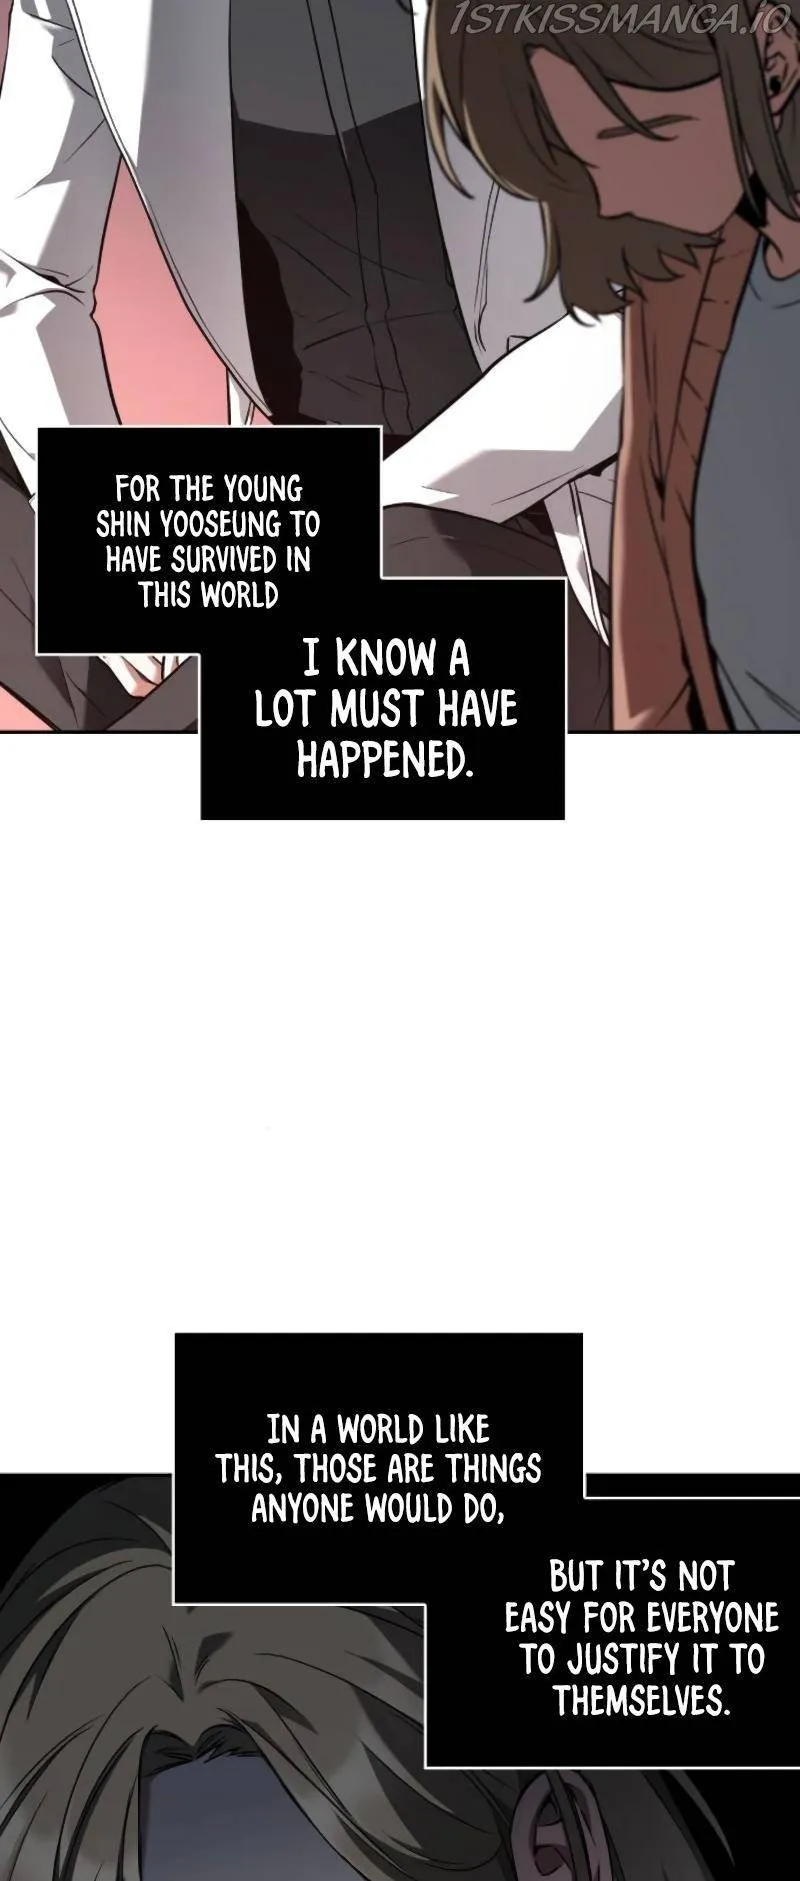 1STKISSMANGA.IO
FOR THE YOUNG
SHIN YOOSEUNG TO
HAVE SURVIVED IN
THIS WORLD
I KNOW A
LOT MUST HAVE
HAPPENED.
IN A WORLD LIKE
THIS, THOSE ARE THINGS
ANYONE WOULD DO,
BUT IT'S NOT
EASY FOR EVERYONE
TO JUSTIFY IT TO
THEMSELVES.